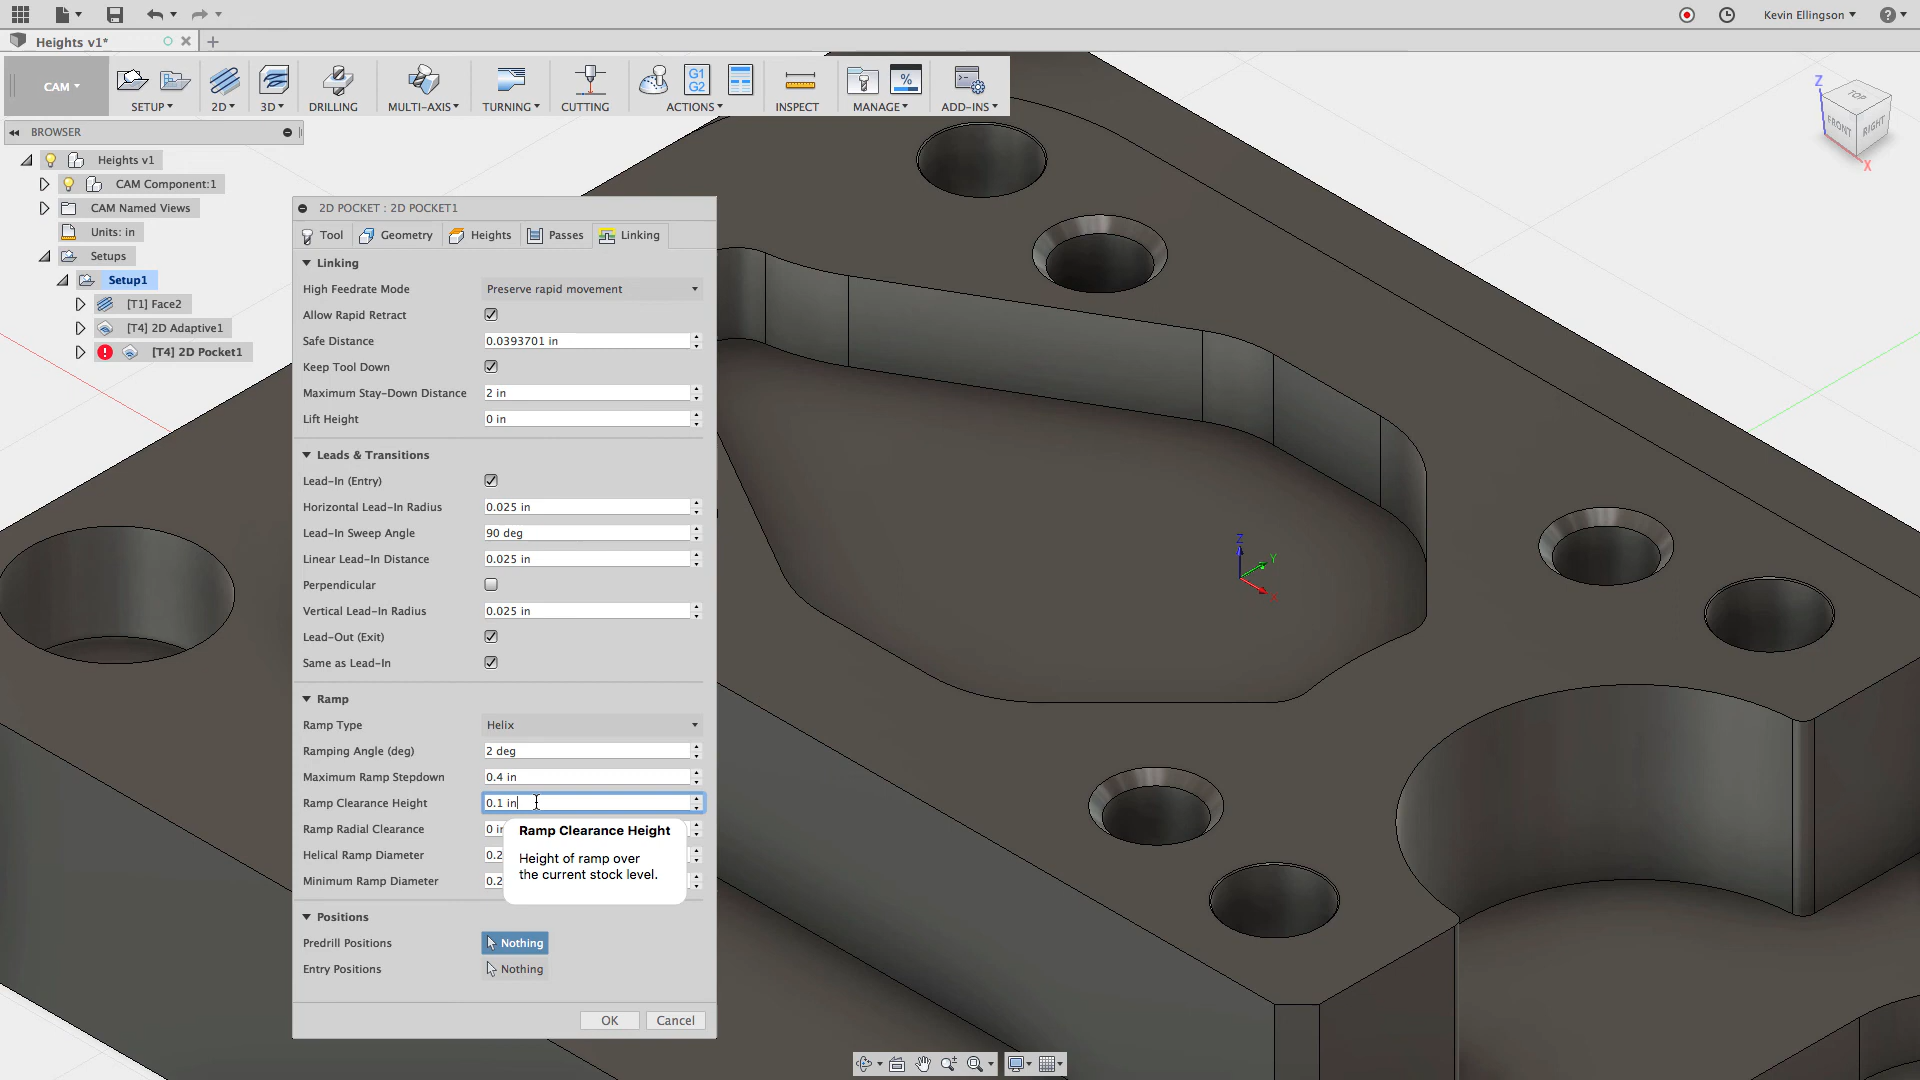 Kevin Ellingson
Heights v1*
CAM
SETUP
2D
3D
DRILLING
MULTI-AXIS
TURNING
CUTTING
G1
G2
ACTIONS
INSPECT
%
MANAGE
ADD-INS
BROWSER
Heights v1
CAM Component:1
CAM Named Views
Units: in
Setups
Setup1
[T1] Face2
[T4] 2D Adaptive1
[T4] 2D Pocket1
2D POCKET : 2D POCKET1
Tool
Geometry
Heights
Passes
Linking
Linking
High Feedrate Mode
Preserve rapid movement
Allow Rapid Retract
Safe Distance
0.0393701 in
Keep Tool Down
Maximum Stay-Down Distance
2 in
Lift Height
0 in
Leads & Transitions
Lead-In (Entry)
Horizontal Lead-In Radius
0.025 in
Lead-In Sweep Angle
90 deg
Linear Lead-In Distance
0.025 in
Perpendicular
Vertical Lead-In Radius
0.025 in
Lead-Out (Exit)
Same as Lead-In
Ramp
Ramp Type
Helix
Ramping Angle (deg)
2 deg
Maximum Ramp Stepdown
0.4 in
Ramp Clearance Height
0.1 in
Ramp Radial Clearance
0 in
Helical Ramp Diameter
0.2
Minimum Ramp Diameter
0.2
Ramp Clearance Height
Height of ramp over
the current stock level.
Positions
Predrill Positions
Nothing
Entry Positions
Nothing
OK
Cancel
Z
TOP
FRONT
RIGHT
X
Z
Y
X